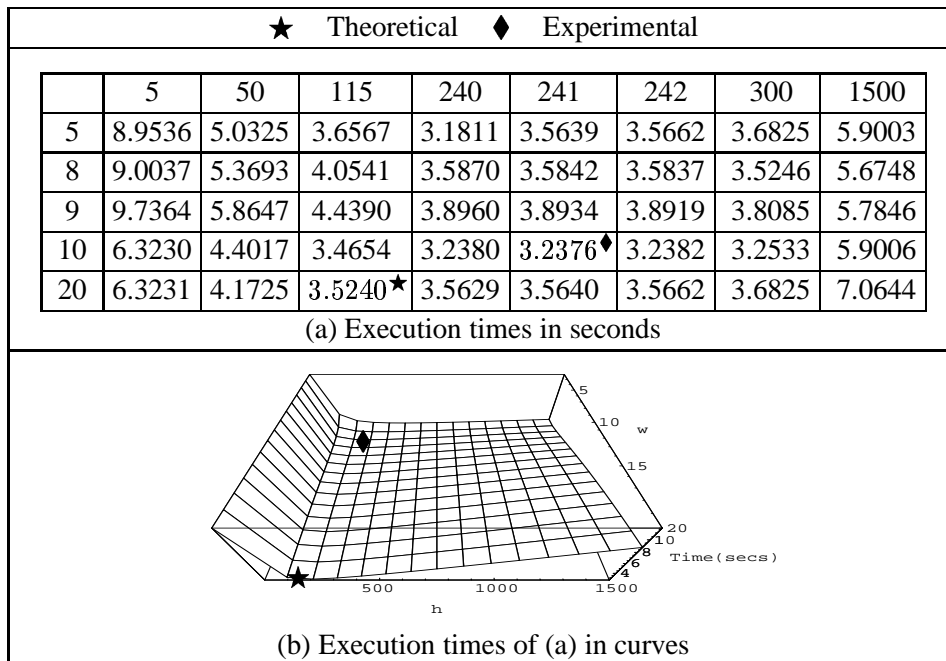 ★ Theoretical ♦ Experimental
5 50 115 240 241 242 300 1500
5 8.9536 5.0325 3.6567 3.1811 3.5639 3.5662 3.6825 5.9003
8 9.0037 5.3693 4.0541 3.5870 3.5842 3.5837 3.5246 5.6748
9 9.7364 5.8647 4.4390 3.8960 3.8934 3.8919 3.8085 5.7846
10 6.3230 4.4017 3.4654 3.2380 3.2376♦ 3.2382 3.2533 5.9006
20 6.3231 4.1725 3.5240★ 3.5629 3.5640 3.5662 3.6825 7.0644
(a) Execution times in seconds
5
10
w
15
20
10
8
6
4
Time(secs)
500 1000 1500
h
(b) Execution times of (a) in curves